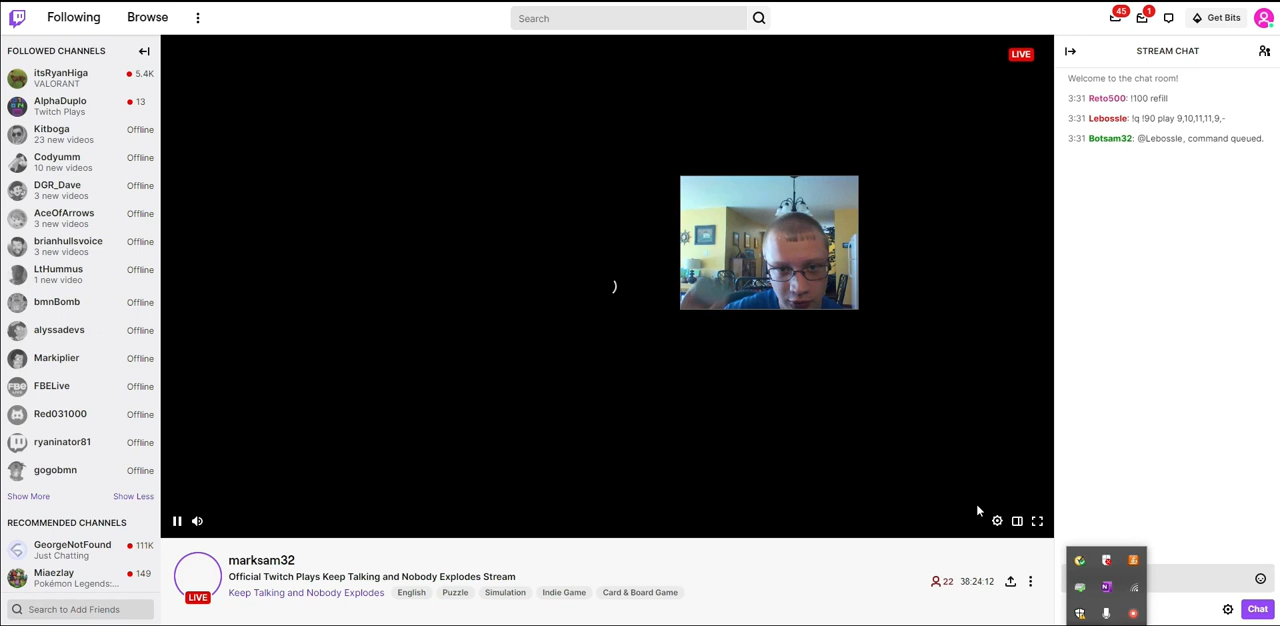 Following
Browse
Search
45
1
Get Bits
FOLLOWED CHANNELS
itsRyanHiga
5.4K
VALORANT
AlphaDuplo
13
Twitch Plays
Kitboga
Offline
23 new videos
Codyumm
Offline
10 new videos
DGR_Dave
Offline
3 new videos
AceOfArrows
Offline
3 new videos
brianhullsvoice
Offline
3 new videos
LtHummus
Offline
1 new video
bmnBomb
Offline
alyssadevs
Offline
Markiplier
Offline
FBELive
Offline
Red031000
Offline
ryaninator81
Offline
gogobmn
Offline
Show More
Show Less
RECOMMENDED CHANNELS
GeorgeNotFound
111K
Just Chatting
Miaezlay
149
Pokémon Legends:...
Search to Add Friends
LIVE
marksam32
Official Twitch Plays Keep Talking and Nobody Explodes Stream
Keep Talking and Nobody Explodes
English
Puzzle
Simulation
Indie Game
Card & Board Game
LIVE
22
38:24:12
STREAM CHAT
Welcome to the chat room!
3:31 Reto500: !100 refill
3:31 Lebossle: !q !90 play 9,10,11,11,9,-
3:31 Botsam32: @Lebossle, command queued.
Chat